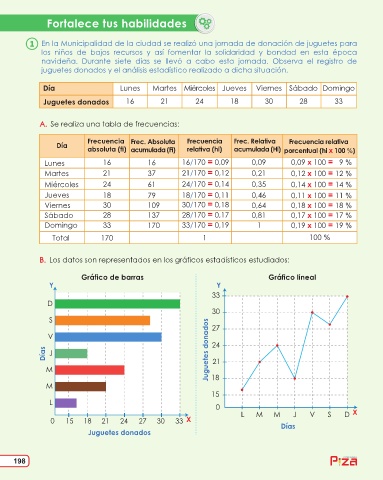 Fortalece tus habilidades
1 En la Municipalidad de la ciudad se realizó una jornada de donación de juguetes para
los niños de bajos recursos y así fomentar la solidaridad y bondad en esta época
navideña. Durante siete días se llevó a cabo esta jornada. Observa el registro de
juguetes donados y el análisis estadístico realizado a dicha situación.
Día Lunes Martes Miércoles Jueves Viernes Sábado Domingo
Juguetes donados 16 21 24 18 30 28 33
A. Se realiza una tabla de frecuencias:
Día Frecuencia absoluta (fi) Frec. Absoluta acumulada (Fi) Frecuencia relativa (hi) Frec. Relativa acumulada (Hi) Frecuencia relativa porcentual (hi x 100 %)
Lunes 16 16 16/170 = 0,09 0,09 0,09 x 100 = 9 %
Martes 21 37 21/170 = 0,12 0,21 0,12 x 100 = 12 %
Miércoles 24 61 24/170 = 0,14 0,35 0,14 x 100 = 14 %
Jueves 18 79 18/170 = 0,11 0,46 0,11 x 100 = 11 %
Viernes 30 109 30/170 = 0,18 0,64 0,18 x 100 = 18 %
Sábado 28 137 28/170 = 0,17 0,81 0,17 x 100 = 17 %
Domingo 33 170 33/170 = 0,19 1 0,19 x 100 = 19 %
Total 170 1 100 %
B. Los datos son representados en los gráficos estadísticos estudiados:
Gráfico de barras
Y
Días
D
S
V
J
M
M
L
0 15 18 21 24 27 30 33 X
Juguetes donados
Gráfico lineal
Y
Juguetes donados
33
30
27
24
21
18
15
0
L M M J V S D X
Días
198
Piza